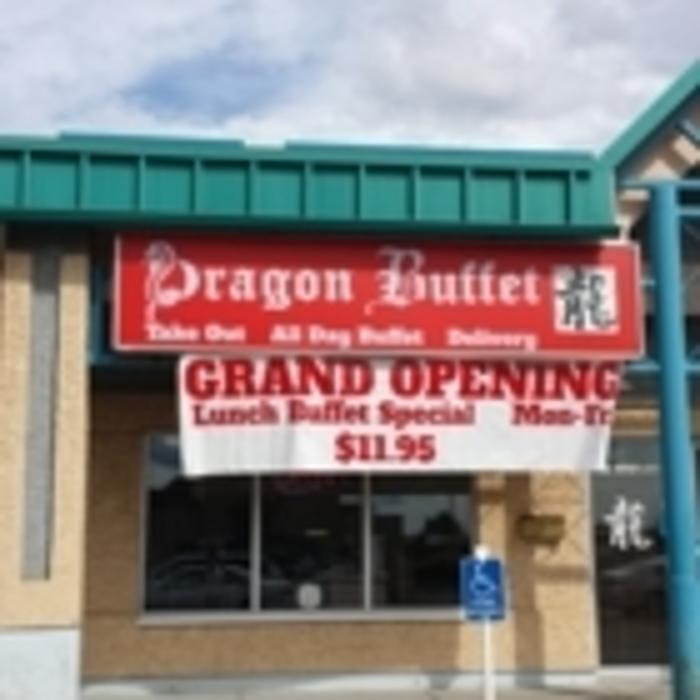 Dragon Buffet 龍
Take Out All Day Buffet Delivery
GRAND OPENING
Lunch Buffet Special Mon-Fr
$11.95
龍